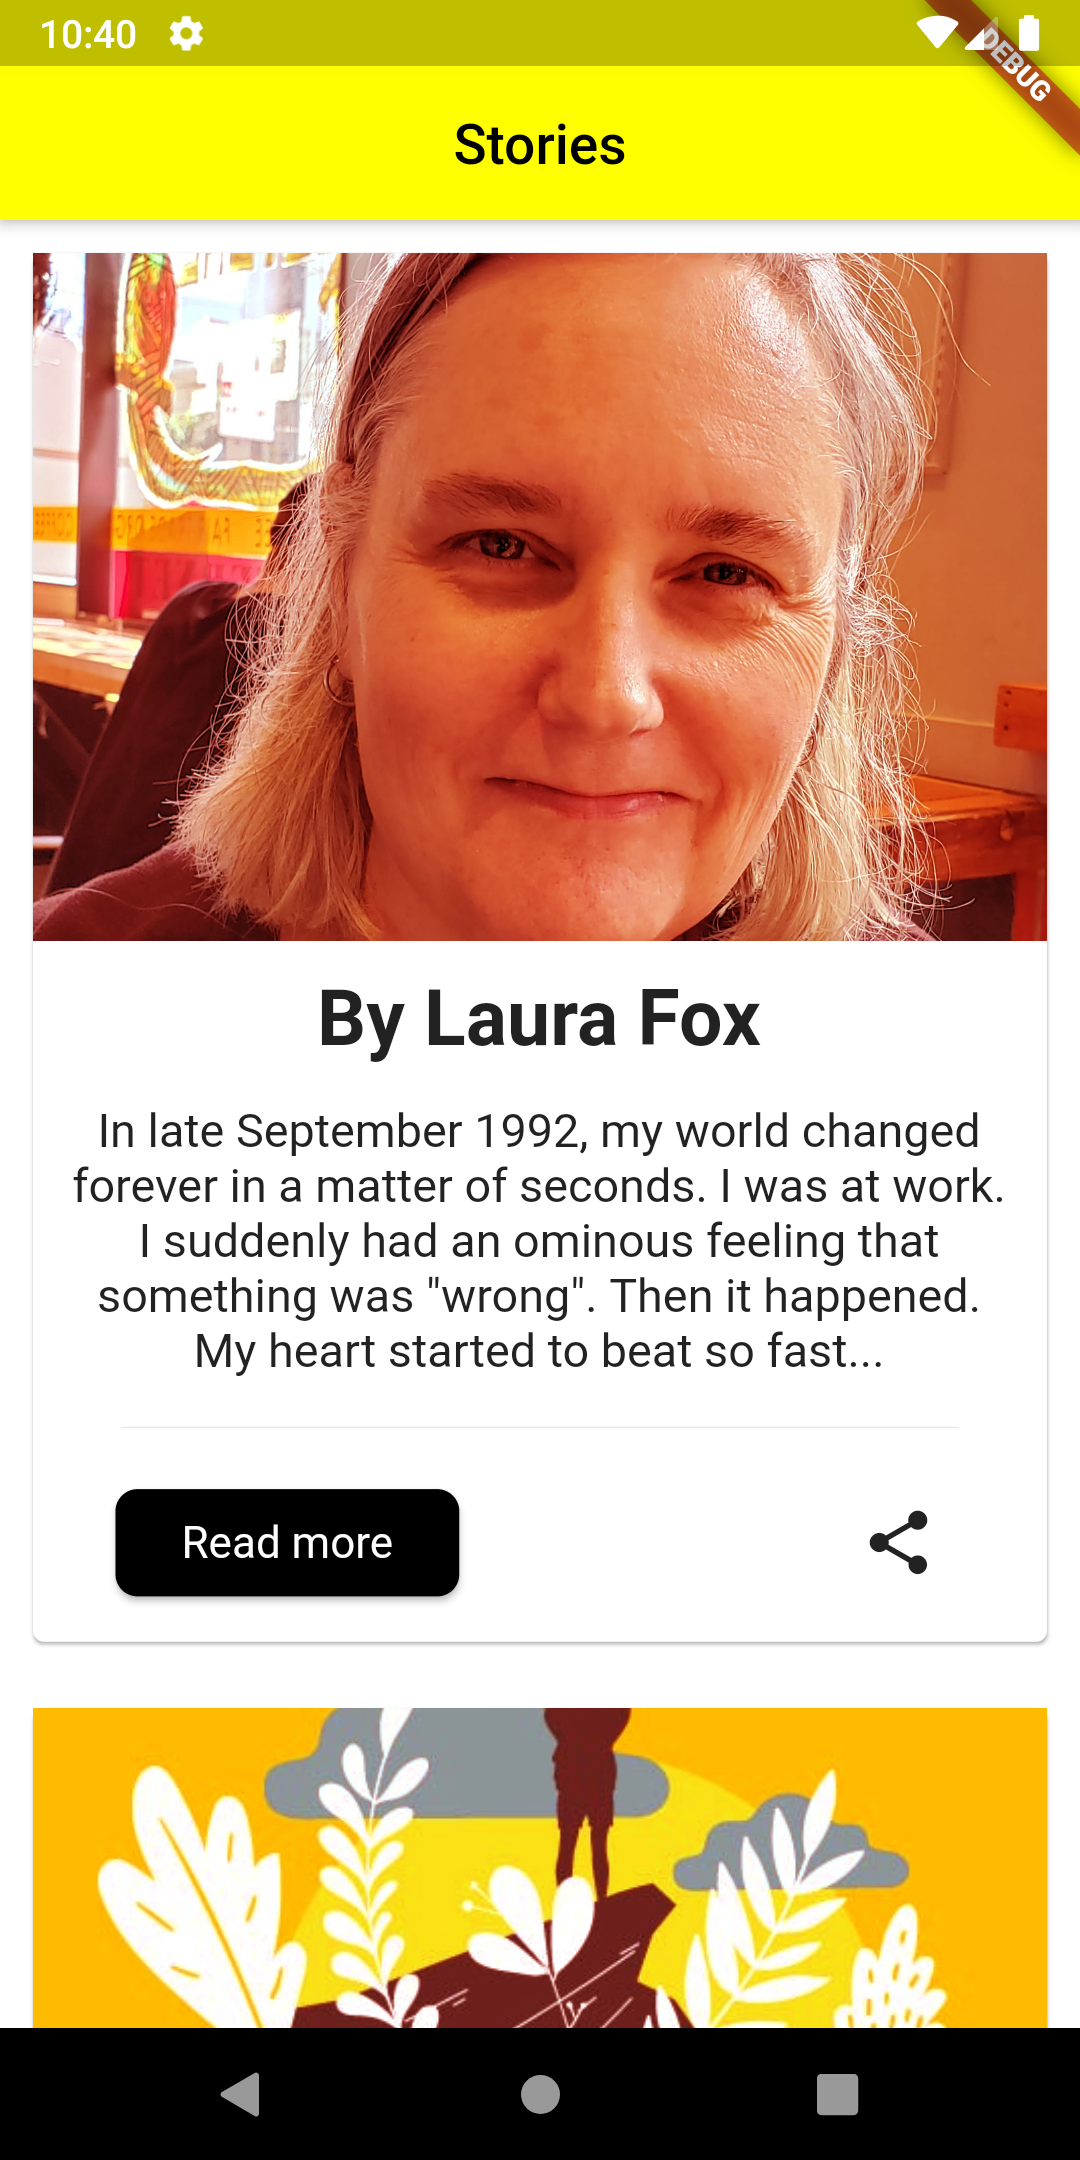 10:40
DEBUG
Stories
By Laura Fox
In late September 1992, my world changed
forever in a matter of seconds. I was at work.
I suddenly had an ominous feeling that
something was "wrong". Then it happened.
My heart started to beat so fast...
Read more